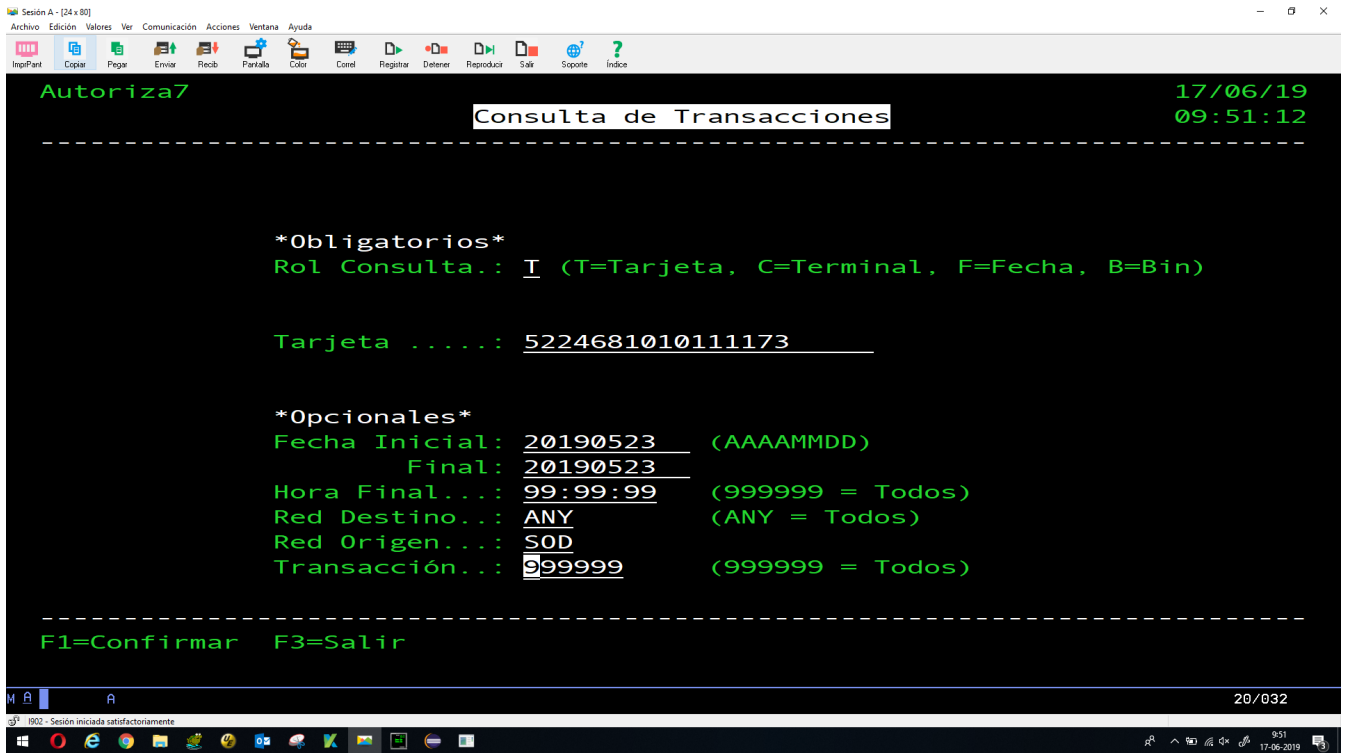 Sesión A - [24 x 80]
Archivo Edición Valores Ver Comunicación Acciones Ventana Ayuda
ImprPant Copiar Pegar Enviar Recib Pantalla Color Correl Registrar Detener Reproducir Salir Soporte Índice
Autoriza7 17/06/19
Consulta de Transacciones 09:51:12
*Obligatorios*
Rol Consulta.: T (T=Tarjeta, C=Terminal, F=Fecha, B=Bin)
Tarjeta .....: 5224681010111173
*Opcionales*
Fecha Inicial: 20190523 (AAAAMMDD)
Final: 20190523
Hora Final...: 99:99:99 (999999 = Todos)
Red Destino..: ANY (ANY = Todos)
Red Origen...: SOD
Transacción..: 999999 (999999 = Todos)
F1=Confirmar F3=Salir
M A A 20/032
I902 - Sesión iniciada satisfactoriamente
9:51
17-06-2019